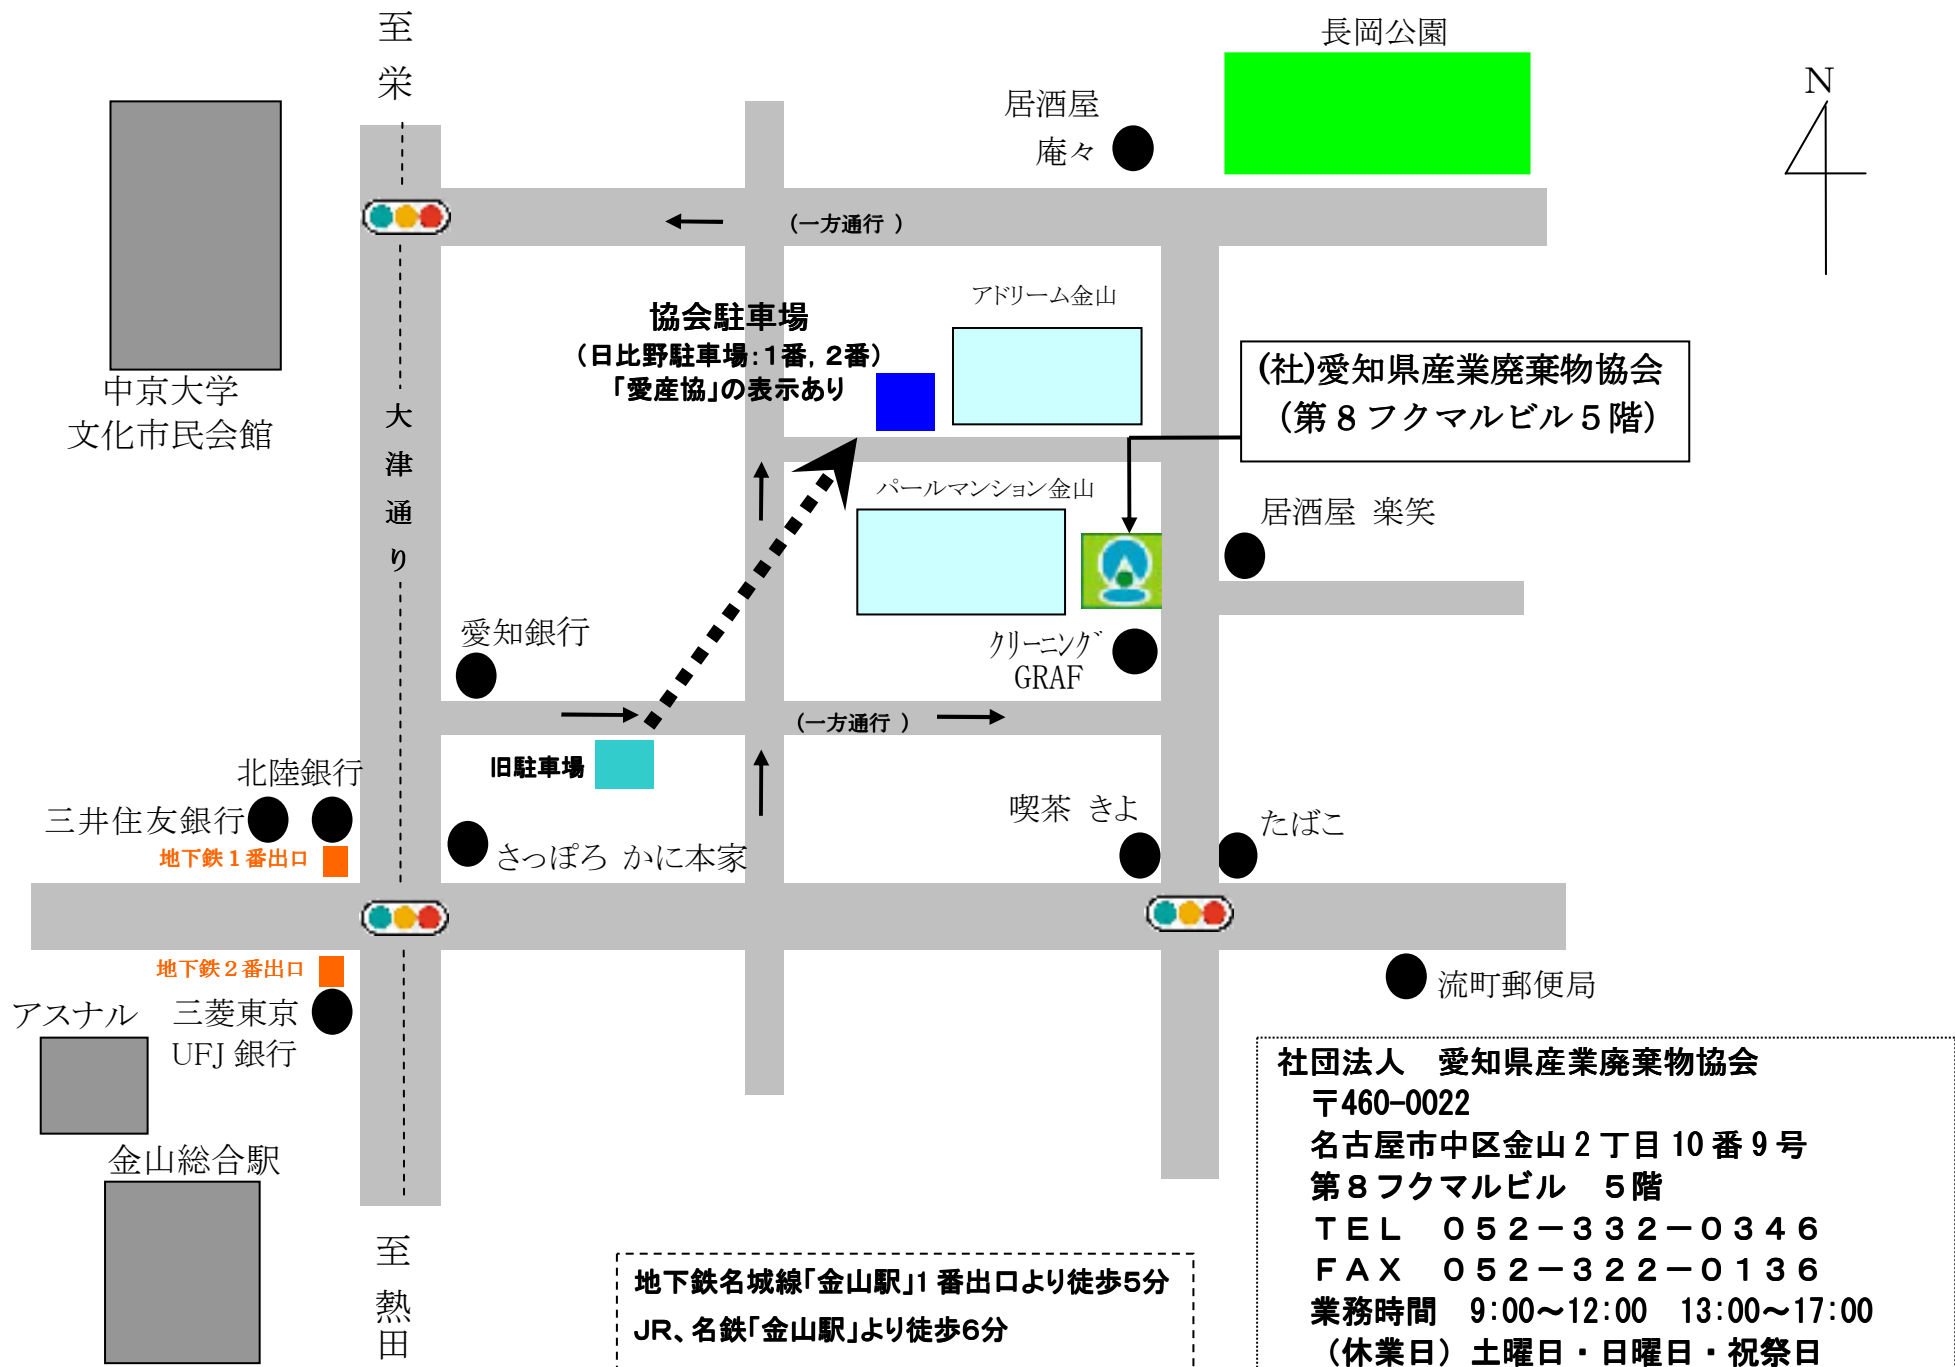 至
栄
長岡公園
N
居酒屋
庵々
(一方通行 )
アドリーム金山
協会駐車場
（日比野駐車場:1番，2番）
「愛産協」の表示あり
(社)愛知県産業廃棄物協会
（第８フクマルビル５階）
中京大学
文化市民会館
大津通り
パールマンション金山
居酒屋 楽笑
愛知銀行
ｸﾘｰﾆﾝｸﾞ
GRAF
(一方通行 )
旧駐車場
北陸銀行
三井住友銀行
地下鉄１番出口
さっぽろ かに本家
喫茶 きよ
たばこ
地下鉄２番出口
アスナル
三菱東京
UFJ 銀行
流町郵便局
金山総合駅
至
熱
田
社団法人　愛知県産業廃棄物協会
〒460-0022
名古屋市中区金山２丁目 10 番９号
第８フクマルビル　５階
ＴＥＬ　０５２－３３２－０３４６
ＦＡＸ　０５２－３２２－０１３６
業務時間　9:00～12:00　13:00～17:00
（休業日）土曜日・日曜日・祝祭日
地下鉄名城線「金山駅」1 番出口より徒歩5分
JR、名鉄「金山駅」より徒歩6分